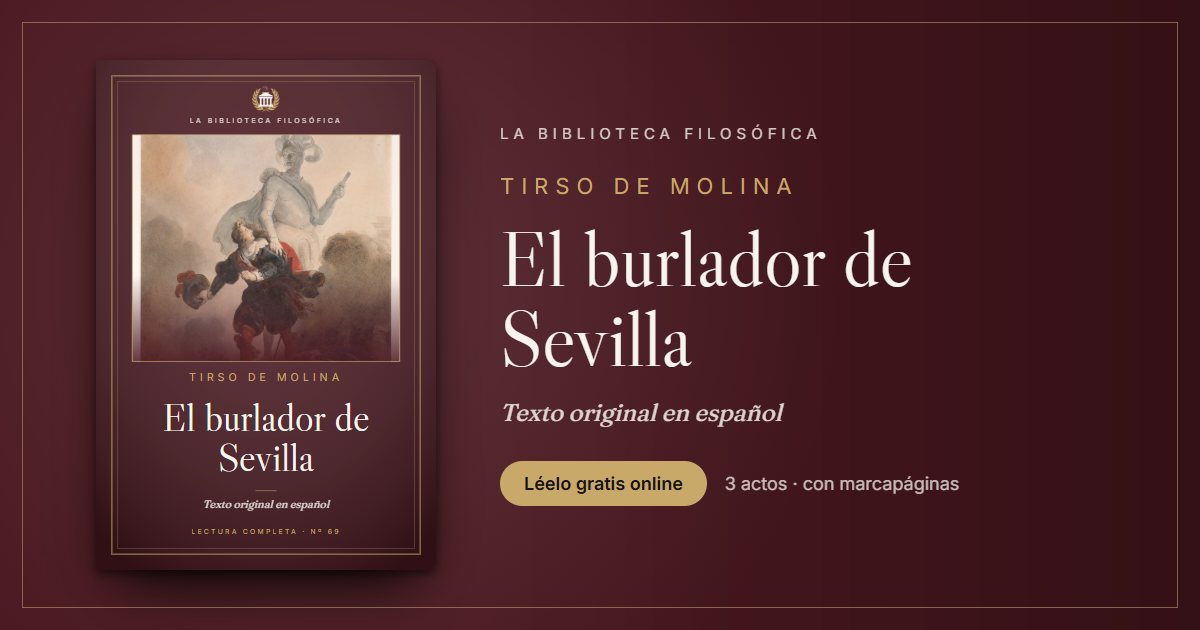 LA BIBLIOTECA FILOSÓFICA
TIRSO DE MOLINA
El burlador de
Sevilla
Texto original en español
LECTURA COMPLETA · Nº 69
LA BIBLIOTECA FILOSÓFICA
TIRSO DE MOLINA
El burlador de
Sevilla
Texto original en español
Léelo gratis online
3 actos · con marcapáginas